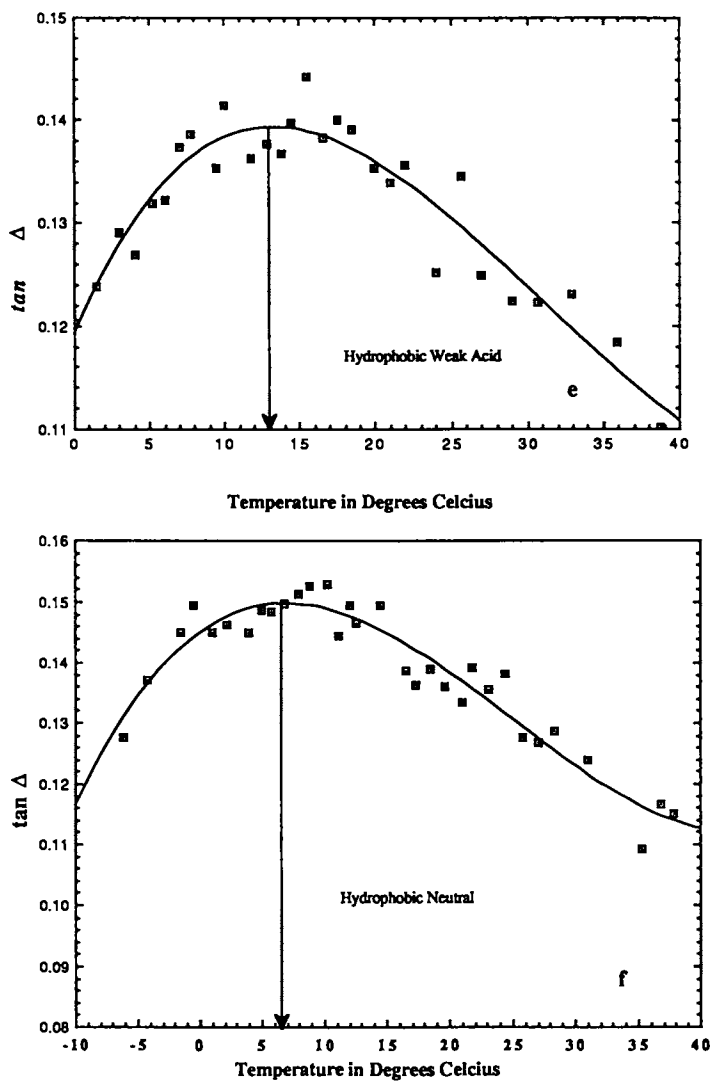 0.15
0.14
0.13
0.12
0.11
tan Δ
Hydrophobic Weak Acid
e
0 5 10 15 20 25 30 35 40
Temperature in Degrees Celcius
0.16
0.15
0.14
0.13
0.12
0.11
0.10
0.09
0.08
tan Δ
Hydrophobic Neutral
f
-10 -5 0 5 10 15 20 25 30 35 40
Temperature in Degrees Celcius